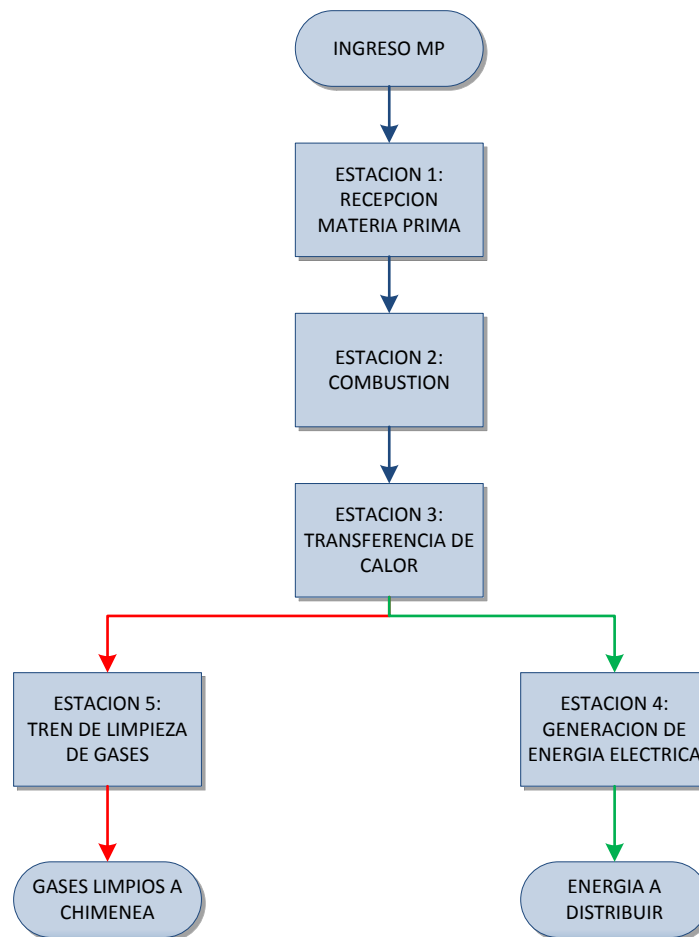 INGRESO MP
ESTACION 1:
RECEPCION
MATERIA PRIMA
ESTACION 2:
COMBUSTION
ESTACION 3:
TRANSFERENCIA DE
CALOR
ESTACION 5:
TREN DE LIMPIEZA
DE GASES
ESTACION 4:
GENERACION DE
ENERGIA ELECTRICA
GASES LIMPIOS A
CHIMENEA
ENERGIA A
DISTRIBUIR